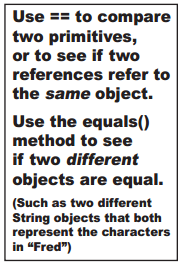 Use == to compare
two primitives,
or to see if two
references refer to
the same object.
Use the equals()
method to see
if two different
objects are equal.
(Such as two different
String objects that both
represent the characters
in “Fred”)